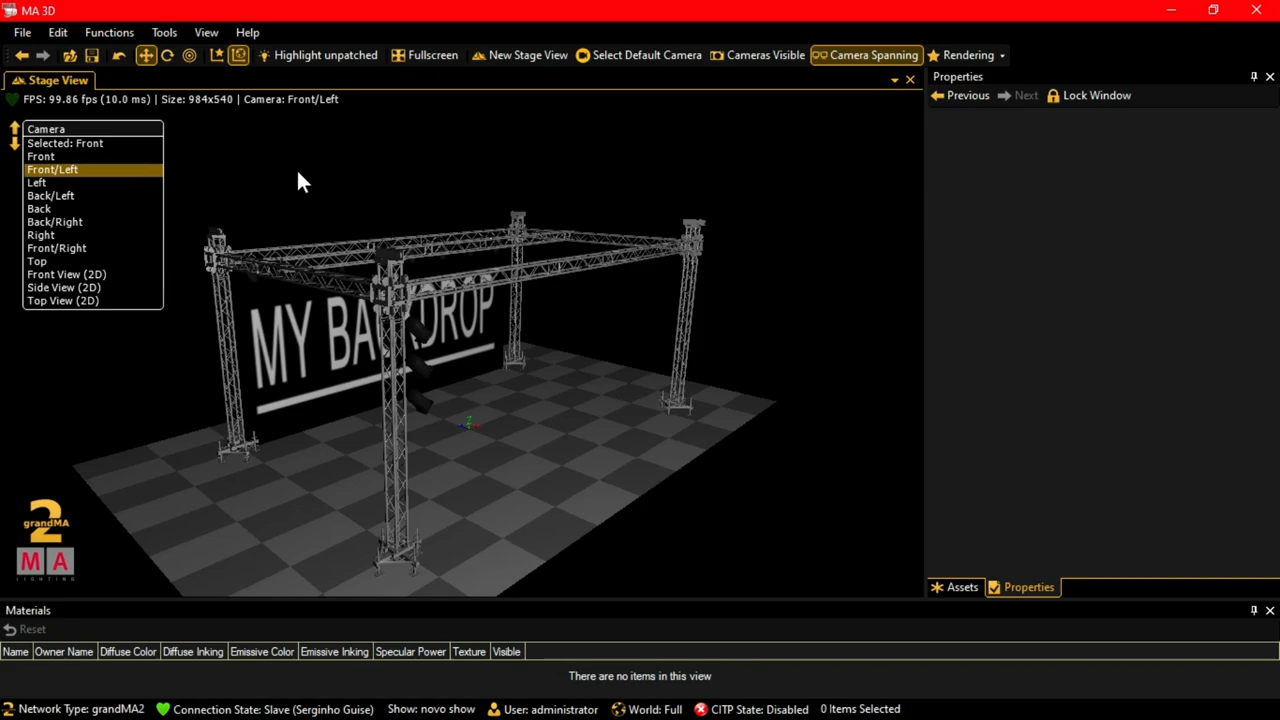 MA 3D
File Edit Functions Tools View Help
Highlight unpatched Fullscreen New Stage View Select Default Camera Cameras Visible Camera Spanning Rendering
Stage View
FPS: 99.86 fps (10.0 ms) | Size: 984x540 | Camera: Front/Left
Camera
Selected: Front
Front
Front/Left
Left
Back/Left
Back
Back/Right
Right
Front/Right
Top
Front View (2D)
Side View (2D)
Top View (2D)
MY BACKDROP
Z
2
grandMA
MA
LIGHTING
Properties
Previous Next Lock Window
Assets Properties
Materials
Reset
Name Owner Name Diffuse Color Diffuse Inking Emissive Color Emissive Inking Specular Power Texture Visible
There are no items in this view
2 Network Type: grandMA2 Connection State: Slave (Serginho Guise) Show: novo show User: administrator World: Full CITP State: Disabled 0 Items Selected